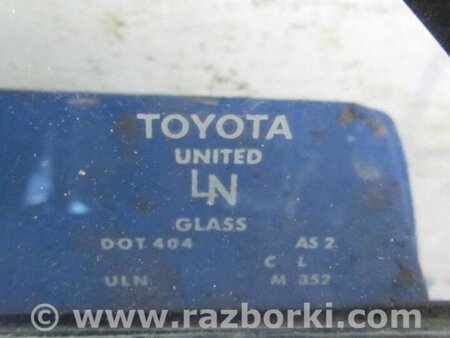 TOYOTA
UNITED
LN
GLASS
DOT 404 AS 2
C L
ULN M 352
www.razborki.com